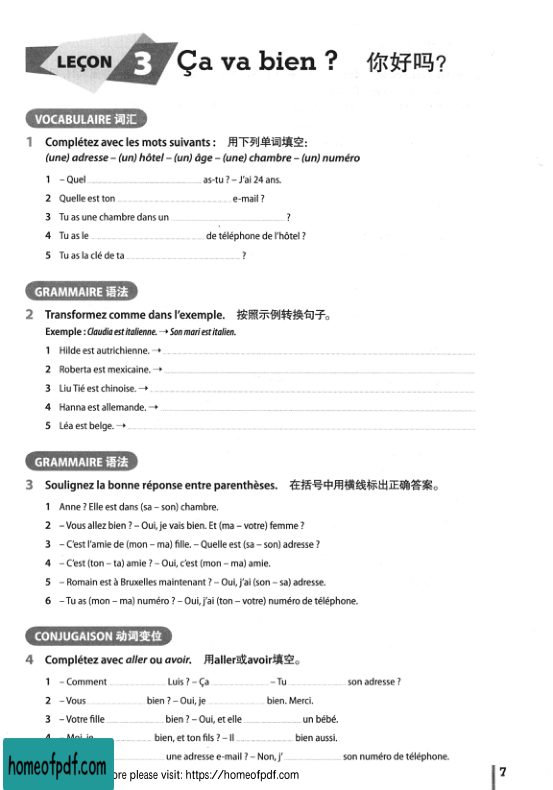 LEÇON 3 Ça va bien ? 你好吗?
VOCABULAIRE 词汇
1 Complétez avec les mots suivants : 用下列单词填空:
(une) adresse – (un) hôtel – (un) âge – (une) chambre – (un) numéro
1 – Quel as-tu ? – J'ai 24 ans.
2 Quelle est ton e-mail ?
3 Tu as une chambre dans un ?
4 Tu as le de téléphone de l'hôtel ?
5 Tu as la clé de ta ?
GRAMMAIRE 语法
2 Transformez comme dans l'exemple. 按照示例转换句子。
Exemple : Claudia est italienne. → Son mari est italien.
1 Hilde est autrichienne. →
2 Roberta est mexicaine. →
3 Liu Tié est chinoise. →
4 Hanna est allemande. →
5 Léa est belge. →
GRAMMAIRE 语法
3 Soulignez la bonne réponse entre parenthèses. 在括号中用横线标出正确答案。
1 Anne ? Elle est dans (sa – son) chambre.
2 – Vous allez bien ? – Oui, je vais bien. Et (ma – votre) femme ?
3 – C'est l'amie de (mon – ma) fille. – Quelle est (sa – son) adresse ?
4 – C'est (ton – ta) amie ? – Oui, c'est (mon – ma) amie.
5 – Romain est à Bruxelles maintenant ? – Oui, j'ai (son – sa) adresse.
6 – Tu as (mon – ma) numéro ? – Oui, j'ai (ton – votre) numéro de téléphone.
CONJUGAISON 动词变位
4 Complétez avec aller ou avoir. 用aller或avoir填空。
1 – Comment Luis ? – Ça – Tu son adresse ?
2 – Vous bien ? – Oui, je bien. Merci.
3 – Votre fille bien ? – Oui, et elle un bébé.
4 – Moi, je bien, et ton fils ? – Il bien aussi.
une adresse e-mail ? – Non, j' son numéro de téléphone.
homeofpdf.com
ore please visit: https://homeofpdf.com
7